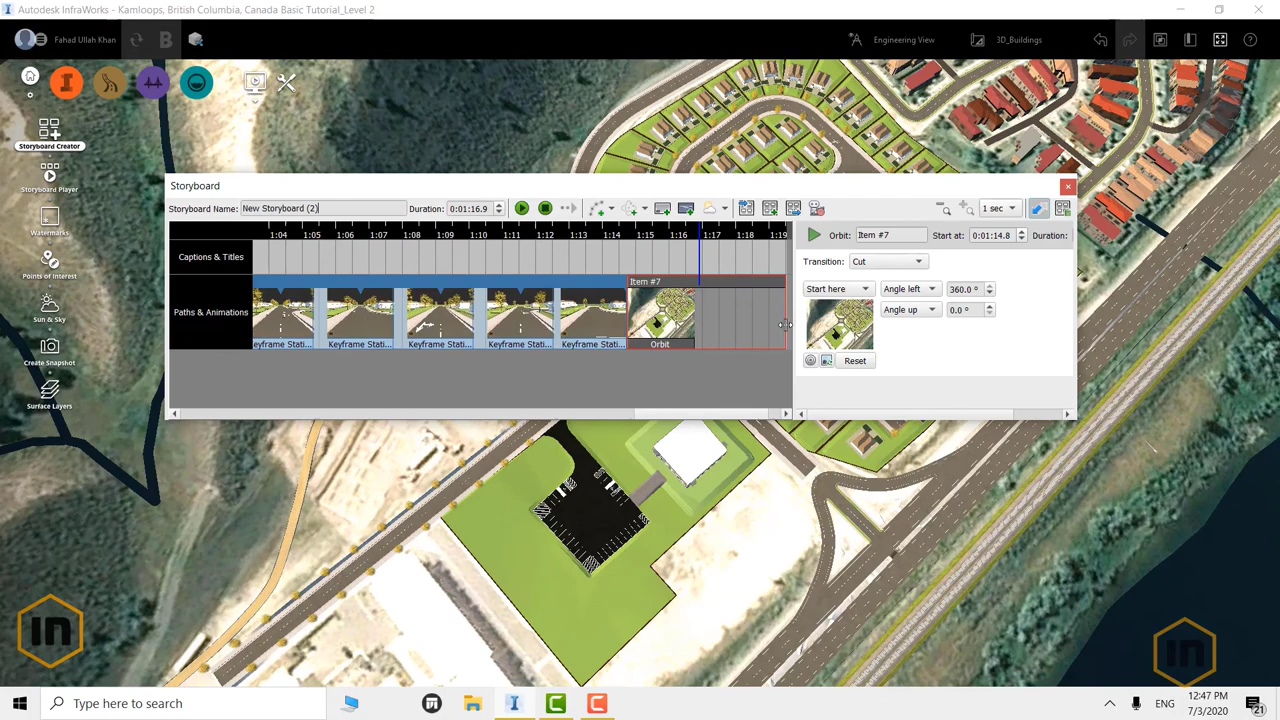 Autodesk InfraWorks - Kamloops, British Columbia, Canada Basic Tutorial_Level 2
Fahad Ullah Khan
Engineering View
3D_Buildings
Storyboard Creator
Storyboard Player
Watermarks
Points of Interest
Sun & Sky
Create Snapshot
Surface Layers
Storyboard
Storyboard Name: New Storyboard (2) Duration: 0:01:16.9 1 sec
1:04 1:05 1:06 1:07 1:08 1:09 1:10 1:11 1:12 1:13 1:14 1:15 1:16 1:17 1:18 1:19
Captions & Titles
Paths & Animations
Item #7
Keyframe Stati... Keyframe Stati... Keyframe Stati... Keyframe Stati... Keyframe Stati... Orbit
Orbit: Item #7 Start at: 0:01:14.8 Duration:
Transition: Cut
Start here Angle left 360.0 °
Angle up 0.0 °
Reset
in
in
Type here to search
ENG
12:47 PM
7/3/2020
21